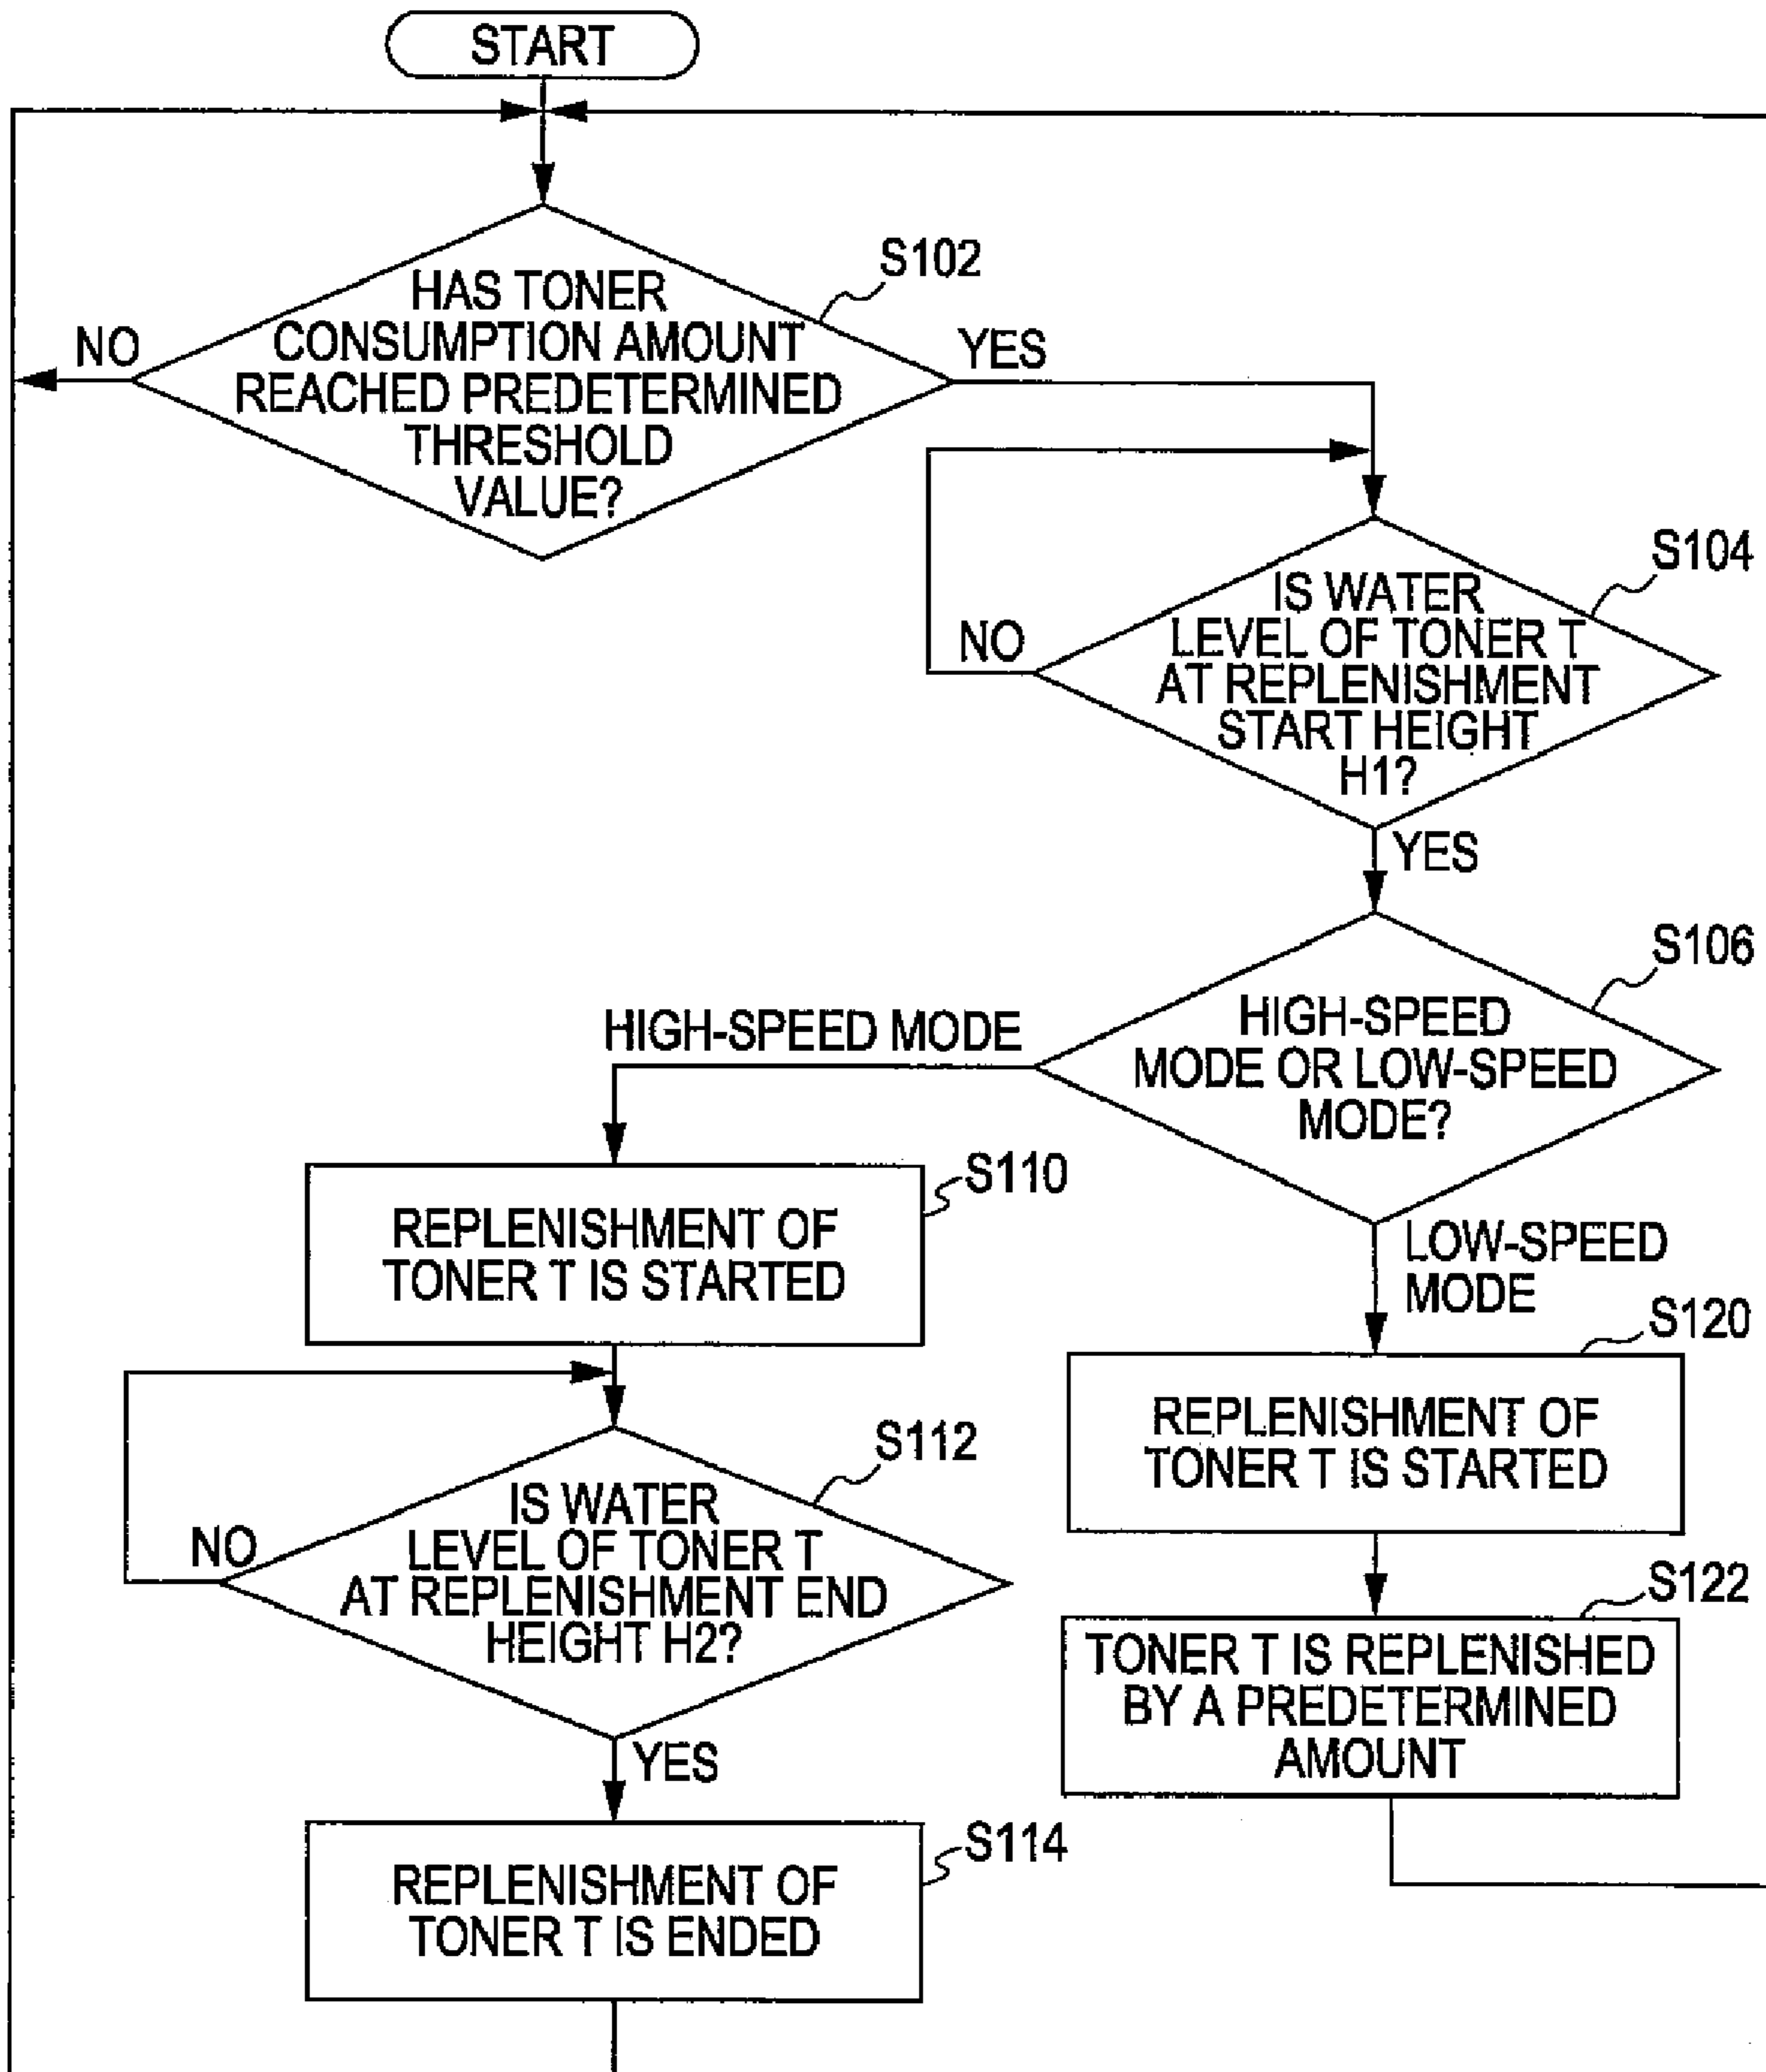 START
S102
HAS TONER
CONSUMPTION AMOUNT
REACHED PREDETERMINED
THRESHOLD
VALUE?
NO
YES
S104
IS WATER
LEVEL OF TONER T
AT REPLENISHMENT
START HEIGHT
H1?
NO
YES
S106
HIGH-SPEED
MODE OR LOW-SPEED
MODE?
HIGH-SPEED MODE
LOW-SPEED
MODE
S110
REPLENISHMENT OF
TONER T IS STARTED
S112
IS WATER
LEVEL OF TONER T
AT REPLENISHMENT END
HEIGHT H2?
NO
YES
S114
REPLENISHMENT OF
TONER T IS ENDED
S120
REPLENISHMENT OF
TONER T IS STARTED
S122
TONER T IS REPLENISHED
BY A PREDETERMINED
AMOUNT